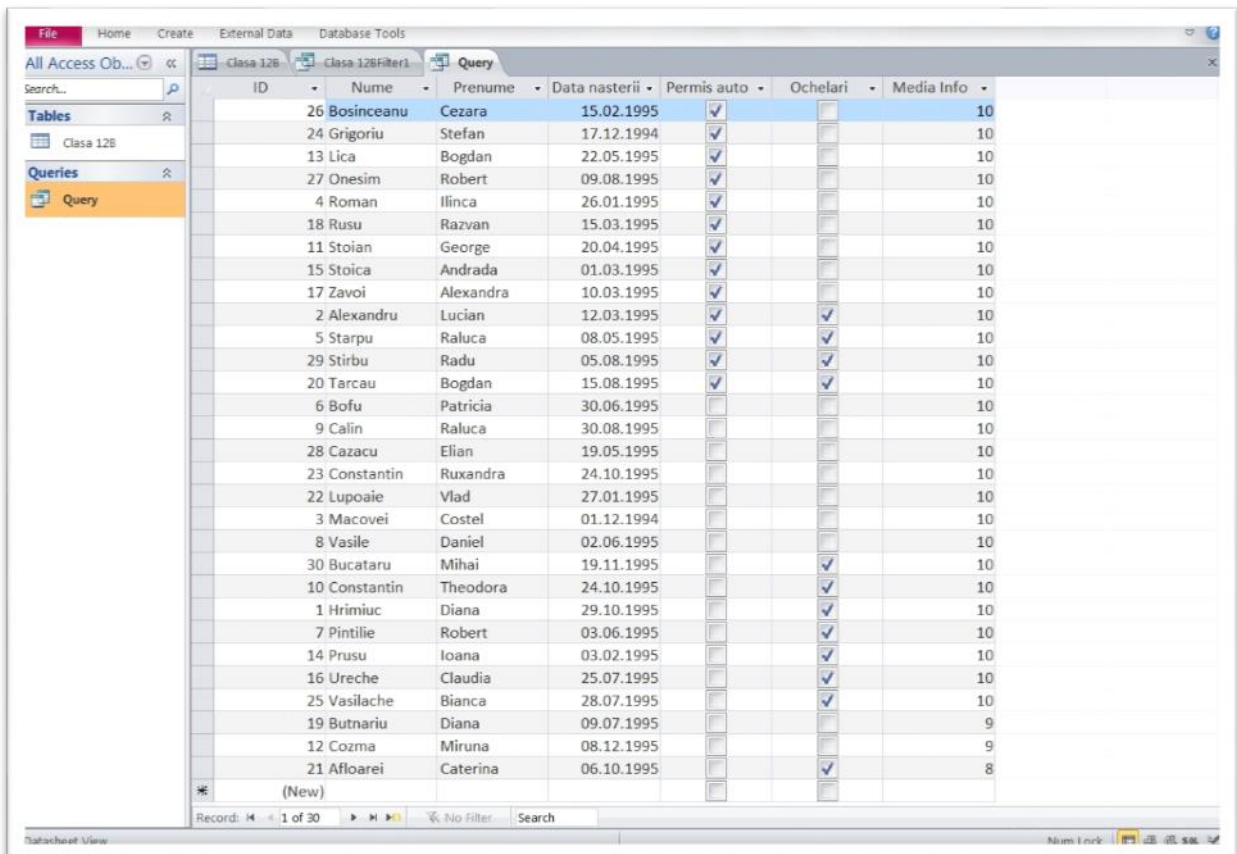 File Home Create External Data Database Tools
All Access Ob... « Clasa 12B Clasa 12BFilter1 Query
Search... ID Nume Prenume Data nasterii Permis auto Ochelari Media Info
Tables
Clasa 12B
Queries
Query
26 Bosinceanu Cezara 15.02.1995 10
24 Grigoriu Stefan 17.12.1994 10
13 Lica Bogdan 22.05.1995 10
27 Onesim Robert 09.08.1995 10
4 Roman Ilinca 26.01.1995 10
18 Rusu Razvan 15.03.1995 10
11 Stoian George 20.04.1995 10
15 Stoica Andrada 01.03.1995 10
17 Zavoi Alexandra 10.03.1995 10
2 Alexandru Lucian 12.03.1995 10
5 Starpu Raluca 08.05.1995 10
29 Stirbu Radu 05.08.1995 10
20 Tarcau Bogdan 15.08.1995 10
6 Bofu Patricia 30.06.1995 10
9 Calin Raluca 30.08.1995 10
28 Cazacu Elian 19.05.1995 10
23 Constantin Ruxandra 24.10.1995 10
22 Lupoaie Vlad 27.01.1995 10
3 Macovei Costel 01.12.1994 10
8 Vasile Daniel 02.06.1995 10
30 Bucataru Mihai 19.11.1995 10
10 Constantin Theodora 24.10.1995 10
1 Hrimiuc Diana 29.10.1995 10
7 Pintilie Robert 03.06.1995 10
14 Prusu Ioana 03.02.1995 10
16 Ureche Claudia 25.07.1995 10
25 Vasilache Bianca 28.07.1995 10
19 Butnariu Diana 09.07.1995 9
12 Cozma Miruna 08.12.1995 9
21 Afloarei Caterina 06.10.1995 8
(New)
Record: 1 of 30 No Filter Search
Datasheet View Num Lock SQL